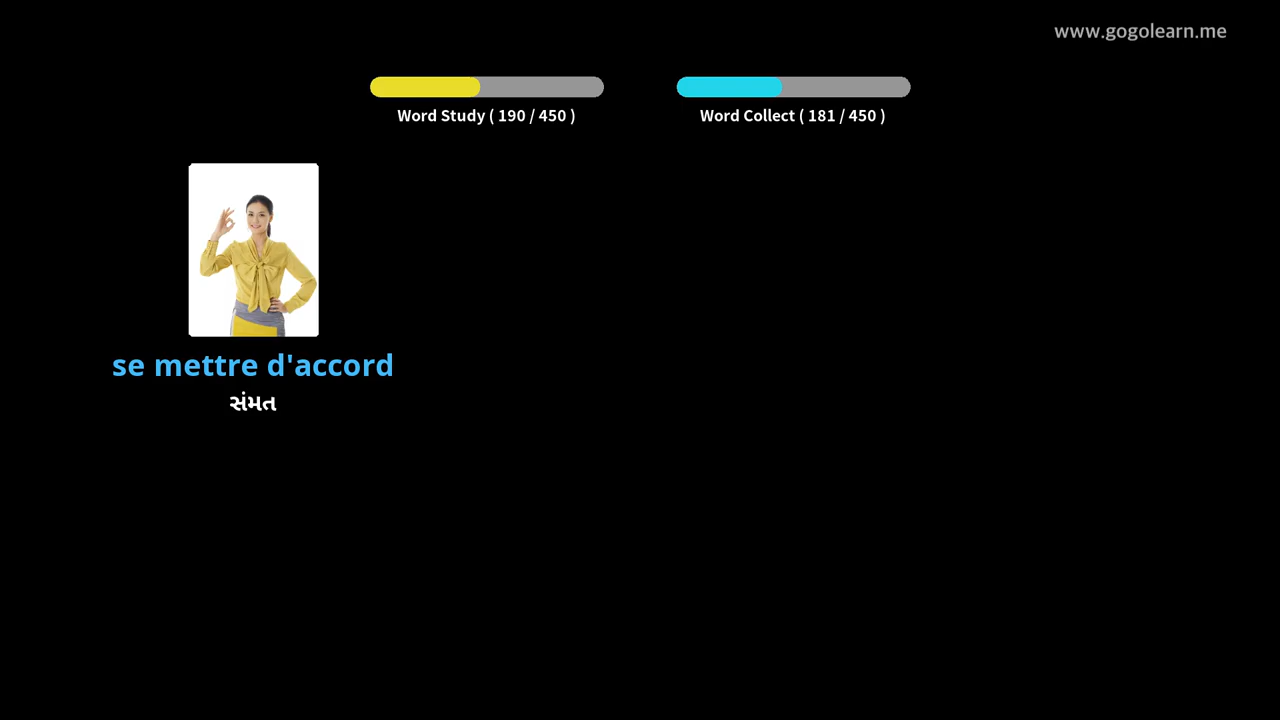 www.gogolearn.me
Word Study ( 190 / 450 )
Word Collect ( 181 / 450 )
se mettre d'accord
સંમત